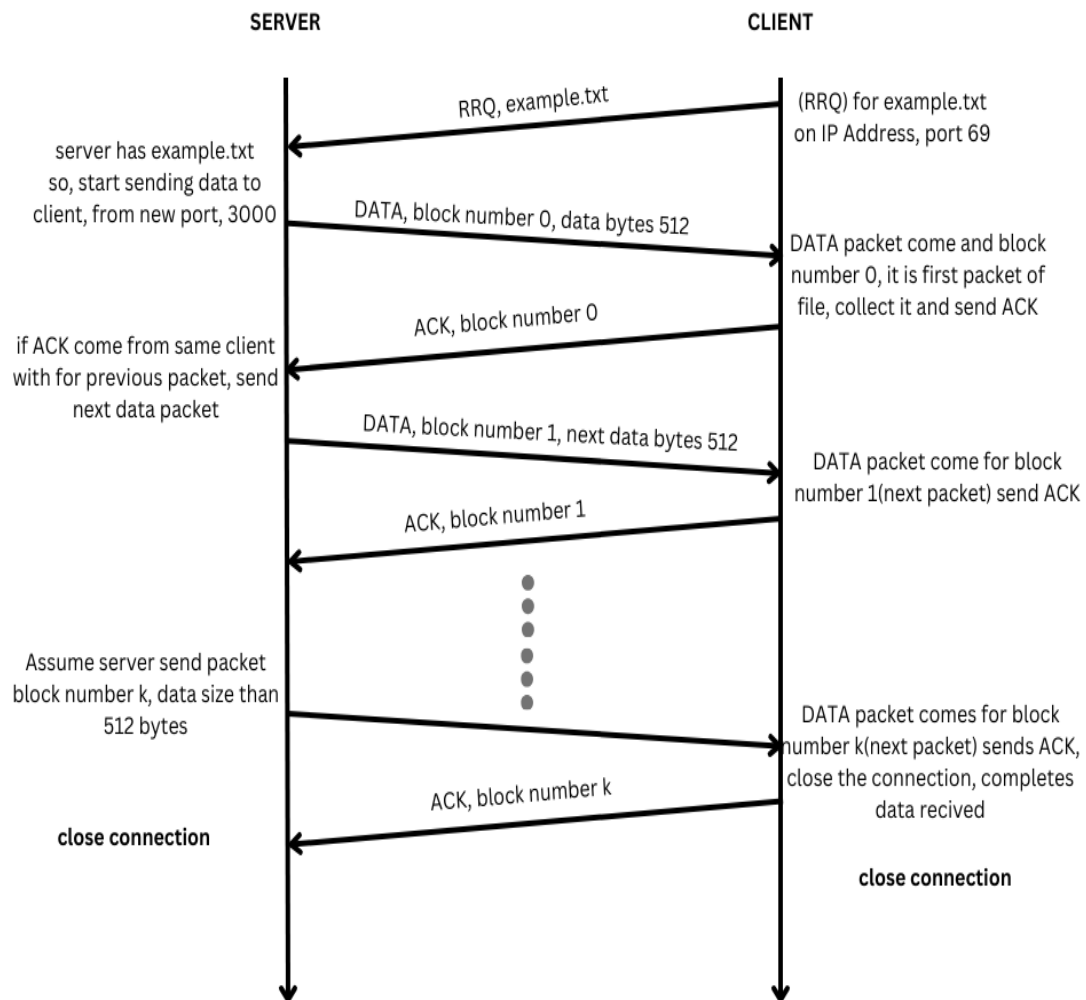 SERVER
CLIENT
RRQ, example.txt
(RRQ) for example.txt
on IP Address, port 69
server has example.txt
so, start sending data to
client, from new port, 3000
DATA, block number 0, data bytes 512
DATA packet come and block
number 0, it is first packet of
file, collect it and send ACK
ACK, block number 0
if ACK come from same client
with for previous packet, send
next data packet
DATA, block number 1, next data bytes 512
DATA packet come for block
number 1(next packet) send ACK
ACK, block number 1
Assume server send packet
block number k, data size than
512 bytes
DATA packet comes for block
number k(next packet) sends ACK,
close the connection, completes
data recived
ACK, block number k
close connection
close connection